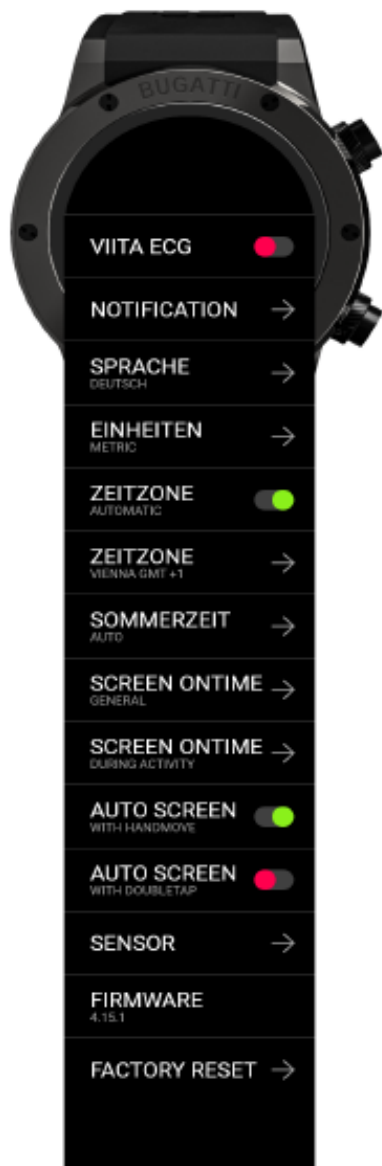 BUGATTI
VIITA ECG
NOTIFICATION
SPRACHE
DEUTSCH
EINHEITEN
METRIC
ZEITZONE
AUTOMATIC
ZEITZONE
VIENNA GMT +1
SOMMERZEIT
AUTO
SCREEN ONTIME
GENERAL
SCREEN ONTIME
DURING ACTIVITY
AUTO SCREEN
WITH HANDMOVE
AUTO SCREEN
WITH DOUBLETAP
SENSOR
FIRMWARE
4.15.1
FACTORY RESET